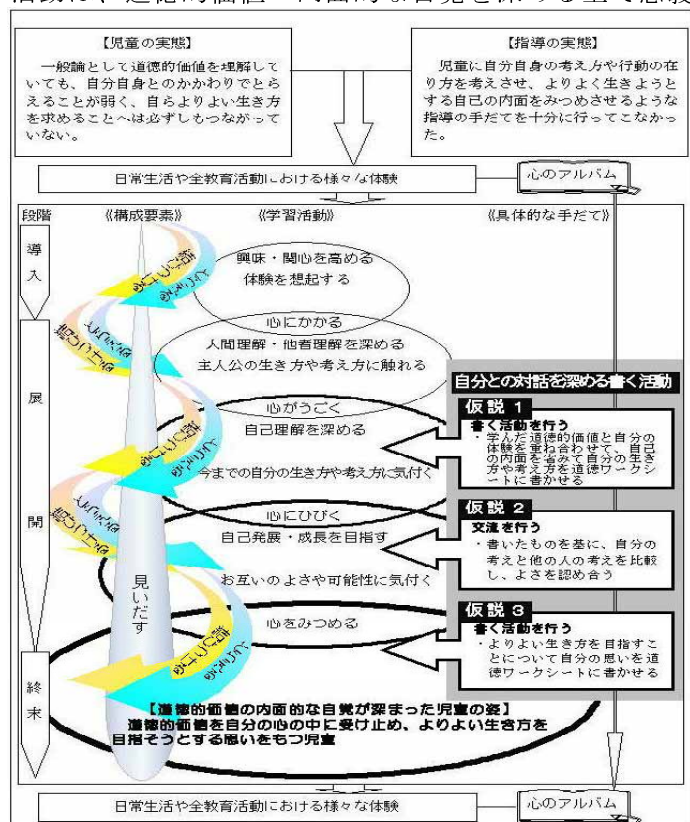 【児童の実態】
一般論として道徳的価値を理解して
いても、自分自身とのかかわりでとら
えることが弱く、自らよりよい生き方
を求めることへは必ずしもつながって
いない。
【指導の実態】
児童に自分自身の考え方や行動の在
り方を考えさせ、よりよく生きようと
する自己の内面をみつめさせるような
指導の手だてを十分に行ってこなかっ
た。
日常生活や全教育活動における様々な体験
心のアルバム
段階
《構成要素》
《学習活動》
《具体的な手だて》
導
入
興味・関心を高める
体験を想起する
結びつける
とらえる
心にかかる
人間理解・他者理解を深める
主人公の生き方や考え方に触れる
展
自分との対話を深める書く活動
心がうごく
自己理解を深める
今までの自分の生き方や考え方に気付く
仮説1
書く活動を行う
・学んだ道徳的価値と自分の
体験を重ね合わせて、自己
の内面を省みて自分の生き
方や考え方を道徳ワークシ
ートに書かせる
結びつける
とらえる
開
心にひびく
自己発展・成長を目指す
お互いのよさや可能性に気付く
仮説2
交流を行う
・書いたものを基に、自分の
考えと他の人の考えを比較
し、よさを認め合う
見いだす
心をみつめる
仮説3
書く活動を行う
・よりよい生き方を目指すこ
とについて自分の思いを道
徳ワークシートに書かせる
結びつける
とらえる
終
末
【道徳的価値の内面的な自覚が深まった児童の姿】
道徳的価値を自分の心の中に受け止め、よりよい生き方を
目指そうとする思いをもつ児童
日常生活や全教育活動における様々な体験
心のアルバム